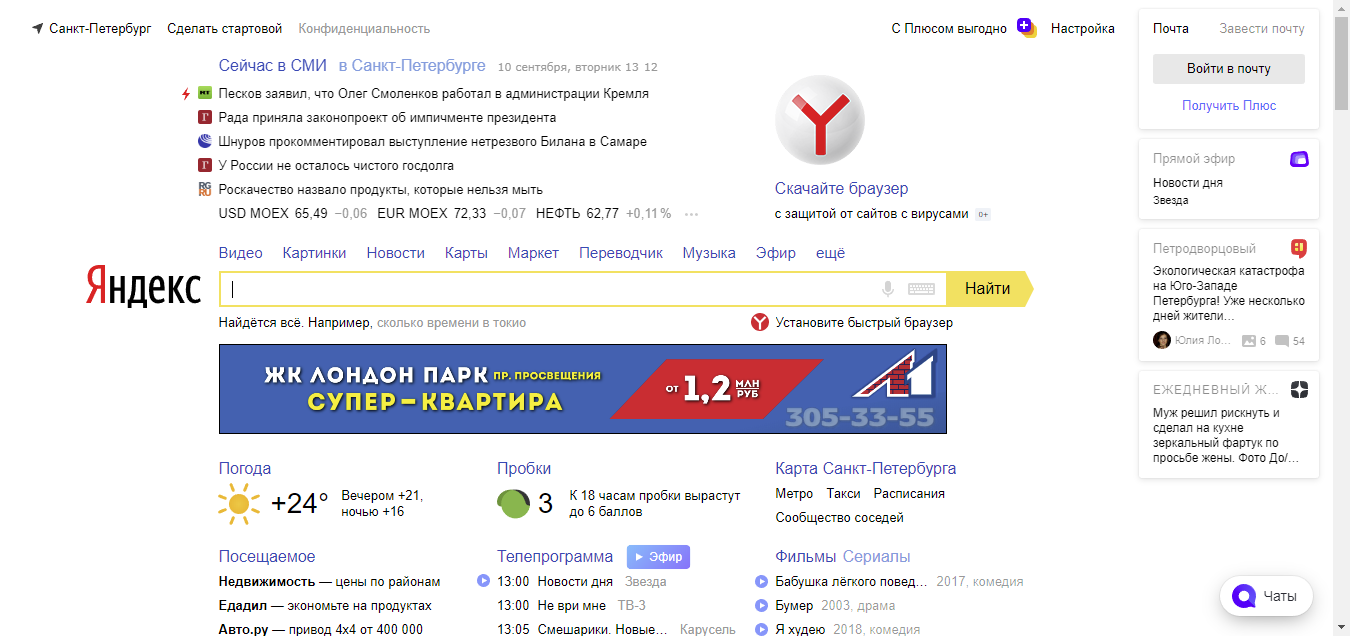 Санкт-Петербург Сделать стартовой Конфиденциальность
С Плюсом выгодно Настройка
Почта Завести почту
Войти в почту
Получить Плюс
Сейчас в СМИ в Санкт-Петербурге 10 сентября, вторник 13 12
Песков заявил, что Олег Смоленков работал в администрации Кремля
Рада приняла законопроект об импичменте президента
Шнуров прокомментировал выступление нетрезвого Билана в Самаре
У России не осталось чистого госдолга
Роскачество назвало продукты, которые нельзя мыть
USD MOEX 65,49 −0,06 EUR MOEX 72,33 −0,07 НЕФТЬ 62,77 +0,11% ···
Скачайте браузер
с защитой от сайтов с вирусами 0+
Прямой эфир
Новости дня
Звезда
Видео Картинки Новости Карты Маркет Переводчик Музыка Эфир ещё
Яндекс
Найти
Найдётся всё. Например, сколько времени в токио
Установите быстрый браузер
Петродворцовый
Экологическая катастрофа
на Юго-Западе
Петербурга! Уже несколько
дней жители…
Юлия Ло... 6 54
ЖК ЛОНДОН ПАРК ПР. ПРОСВЕЩЕНИЯ
СУПЕР-КВАРТИРА
ОТ 1,2 МЛН РУБ
305-33-55
ЕЖЕДНЕВНЫЙ Ж...
Муж решил рискнуть и
сделал на кухне
зеркальный фартук по
просьбе жены. Фото До/…
Погода
+24°
Вечером +21,
ночью +16
Пробки
3
К 18 часам пробки вырастут
до 6 баллов
Карта Санкт-Петербурга
Метро Такси Расписания
Сообщество соседей
Посещаемое
Недвижимость — цены по районам
Едадил — экономьте на продуктах
Авто.ру — привод 4x4 от 400 000
Телепрограмма Эфир
13:00 Новости дня Звезда
13:00 Не ври мне ТВ-3
13:05 Смешарики. Новые... Карусель
Фильмы Сериалы
Бабушка лёгкого повед... 2017, комедия
Бумер 2003, драма
Я худею 2018, комедия
Чаты